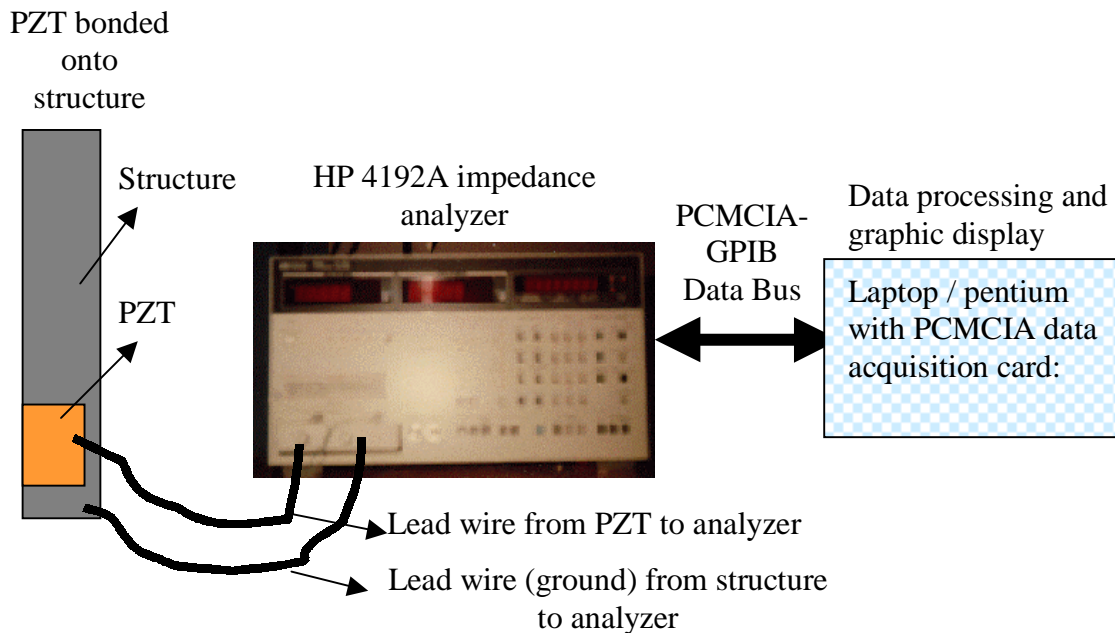 PZT bonded
onto
structure
Structure
PZT
HP 4192A impedance
analyzer
PCMCIA-
GPIB
Data Bus
Data processing and
graphic display
Laptop / pentium
with PCMCIA data
acquisition card:
Lead wire from PZT to analyzer
Lead wire (ground) from structure
to analyzer